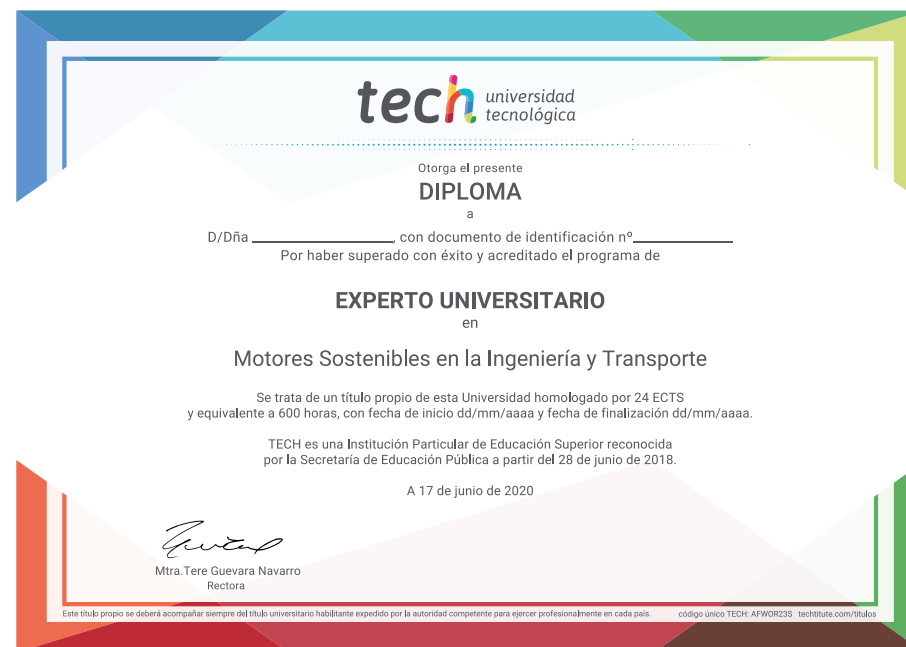 tech universidad
tecnológica
Otorga el presente
DIPLOMA
a
D/Dña ____________________, con documento de identificación nº______________
Por haber superado con éxito y acreditado el programa de
EXPERTO UNIVERSITARIO
en
Motores Sostenibles en la Ingeniería y Transporte
Se trata de un título propio de esta Universidad homologado por 24 ECTS
y equivalente a 600 horas, con fecha de inicio dd/mm/aaaa y fecha de finalización dd/mm/aaaa.
TECH es una Institución Particular de Educación Superior reconocida
por la Secretaría de Educación Pública a partir del 28 de junio de 2018.
A 17 de junio de 2020
Mtra.Tere Guevara Navarro
Rectora
Este título propio se deberá acompañar siempre del título universitario habilitante expedido por la autoridad competente para ejercer profesionalmente en cada país. código único TECH: AFWOR23S techtitute.com/titulos